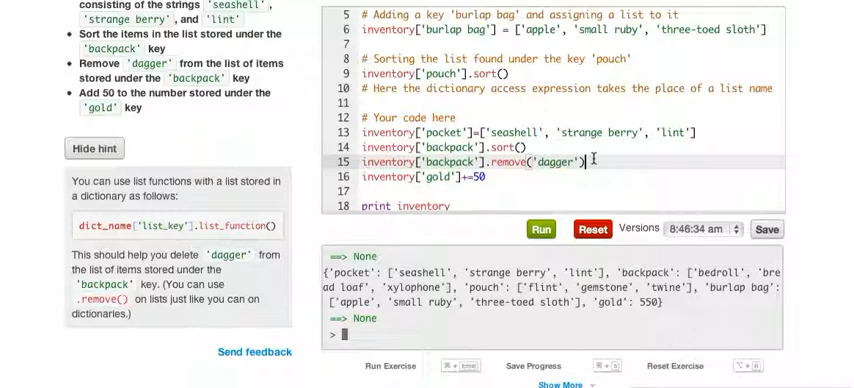 consisting of the strings 'seashell',
'strange berry', and 'lint'
• Sort the items in the list stored under the
'backpack' key
• Remove 'dagger' from the list of items
stored under the 'backpack' key
• Add 50 to the number stored under the
'gold' key
Hide hint
You can use list functions with a list stored in
a dictionary as follows:
dict_name['list_key'].list_function()
This should help you delete 'dagger' from
the list of items stored under the
'backpack' key. (You can use
.remove() on lists just like you can on
dictionaries.)
Send feedback
5 # Adding a key 'burlap bag' and assigning a list to it
6 inventory['burlap bag'] = ['apple', 'small ruby', 'three-toed sloth']
7
8 # Sorting the list found under the key 'pouch'
9 inventory['pouch'].sort()
10 # Here the dictionary access expression takes the place of a list name
11
12 # Your code here
13 inventory['pocket']=['seashell', 'strange berry', 'lint']
14 inventory['backpack'].sort()
15 inventory['backpack'].remove('dagger')
16 inventory['gold']+=50
17
18 print inventory
Run Reset Versions 8:46:34 am Save
==> None
{'pocket': ['seashell', 'strange berry', 'lint'], 'backpack': ['bedroll', 'bre
ad loaf', 'xylophone'], 'pouch': ['flint', 'gemstone', 'twine'], 'burlap bag':
['apple', 'small ruby', 'three-toed sloth'], 'gold': 550}
==> None
>
Run Exercise ⌘ + Enter Save Progress ⌘ + S Reset Exercise ⌥ + R
Show More